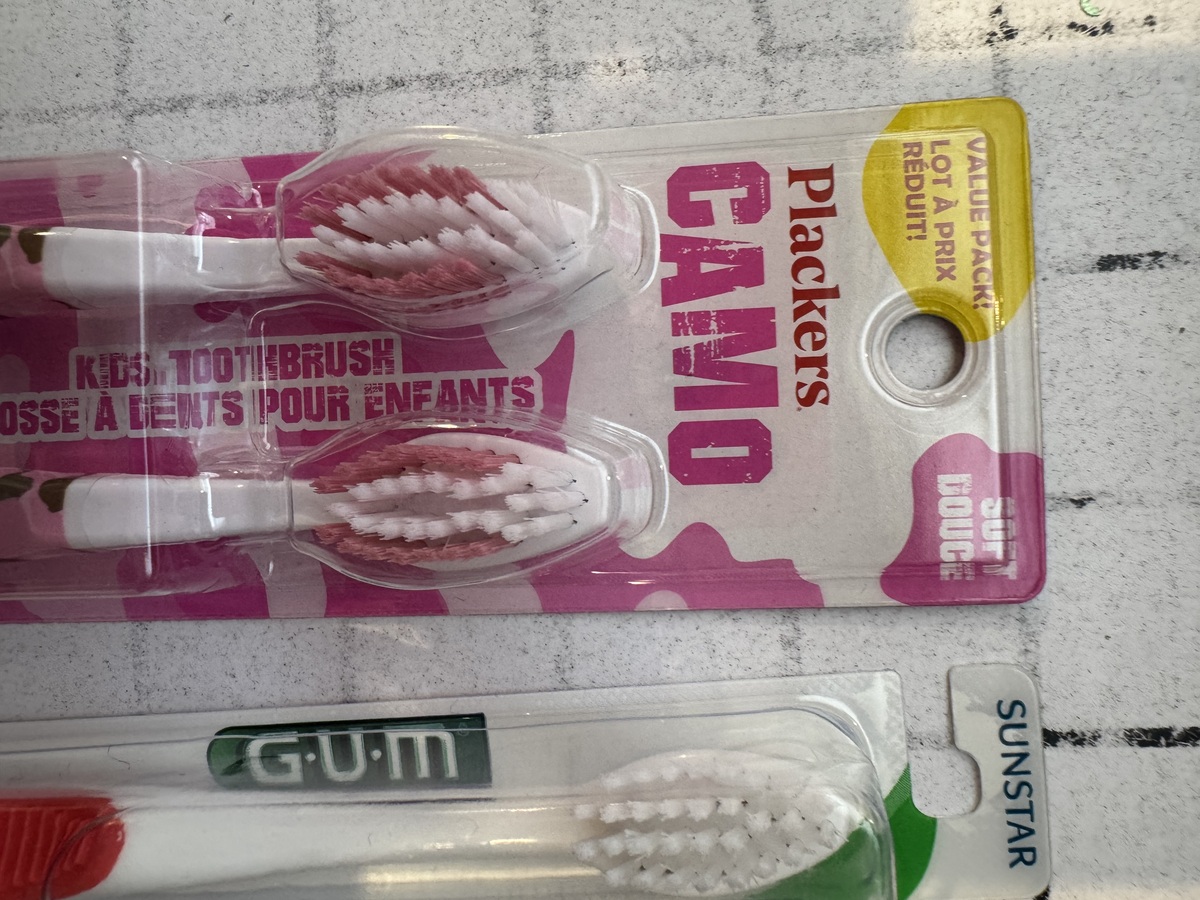 VALUE PACK!
LOT À PRIX
RÉDUIT!
SOFT
DOUCE
Plackers
CAMO
KIDS TOOTHBRUSH
OSSE À DENTS POUR ENFANTS
SUNSTAR
G·U·M